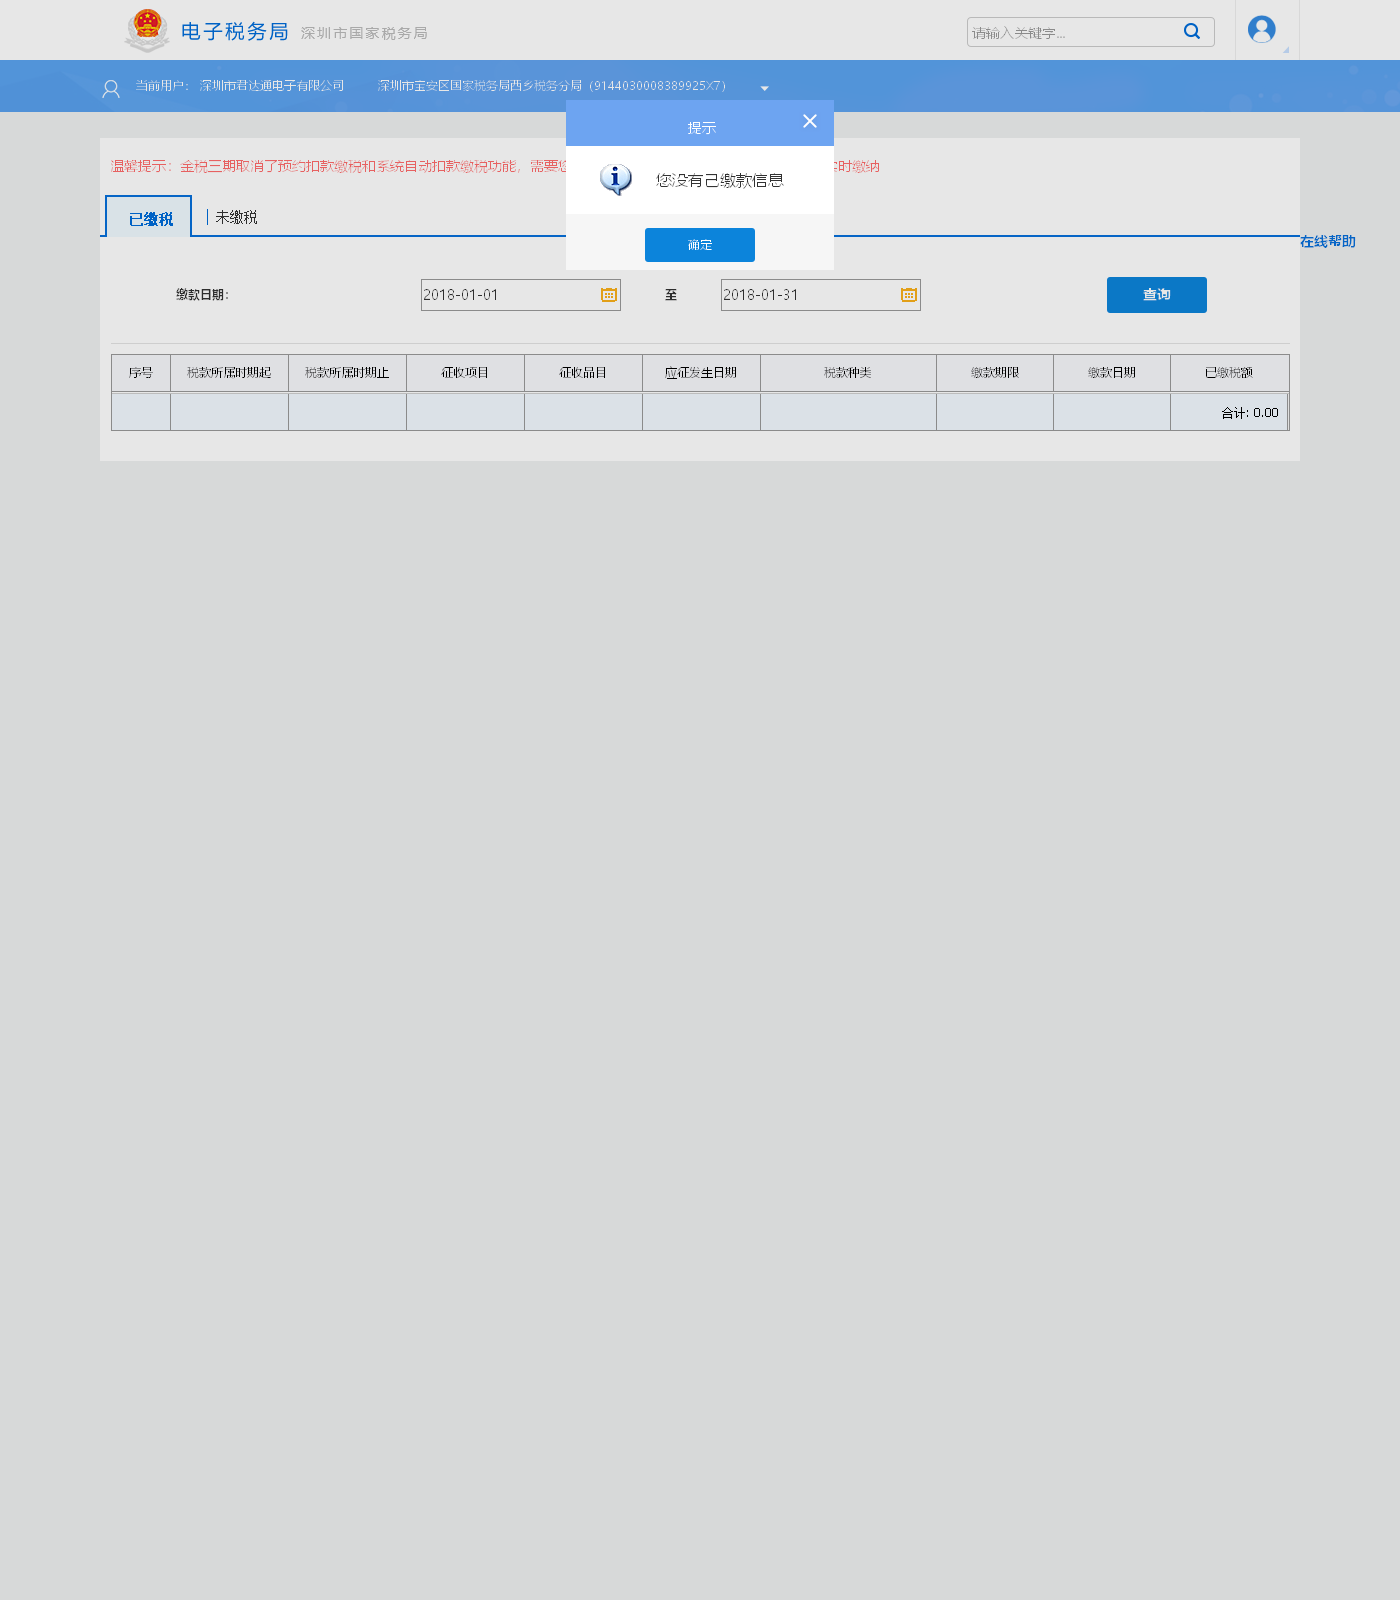 电子税务局 深圳市国家税务局 请输入关键字...
当前用户： 深圳市君达通电子有限公司 深圳市宝安区国家税务局西乡税务分局（9144030008389925X7）
提示
温馨提示：金税三期取消了预约扣款缴税和系统自动扣款缴税功能，需要您 时缴纳
您没有己缴款信息
已缴税 未缴税
确定
在线帮助
缴款日期： 2018-01-01 至 2018-01-31 查询
序号 税款所属时期起 税款所属时期止 征收项目 征收品目 应征发生日期 税款种类 缴款期限 缴款日期 已缴税额
合计: 0.00